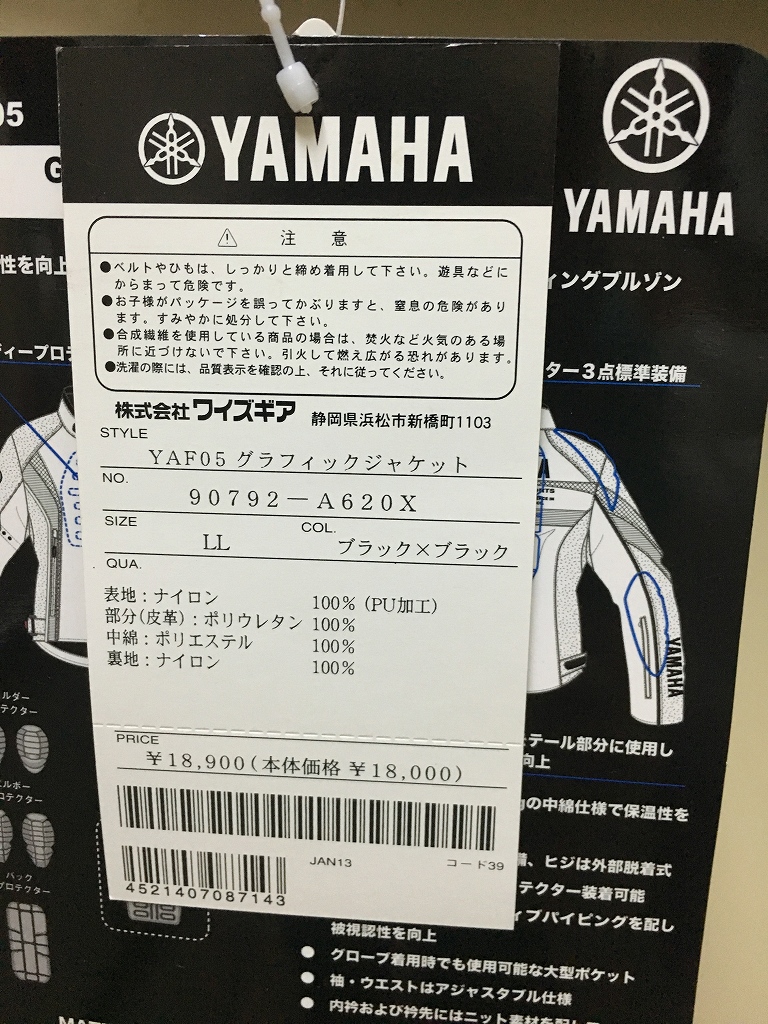 YAMAHA
注 意
●ベルトやひもは、しっかりと締め着用して下さい。遊具などに
からまって危険です。
●お子様がパッケージを誤ってかぶりますと、窒息の危険があり
ます。すみやかに処分して下さい。
●合成繊維を使用している商品の場合は、焚火など火気のある場
所に近づけないで下さい。引火して燃え広がる恐れがあります。
●洗濯の際には、品質表示を確認の上、それに従ってください。
株式会社ワイズギア 静岡県浜松市新橋町1103
STYLE
YAF05 グラフィックジャケット
NO.
90792-A620X
SIZE COL.
LL ブラック×ブラック
QUA.
表地：ナイロン 100% (PU加工)
部分(皮革)：ポリウレタン 100%
中綿：ポリエステル 100%
裏地：ナイロン 100%
PRICE
￥18,900(本体価格 ￥18,000)
JAN13 コード39
4521407087143
05
G
性を向上
ディープロテ
YAMAHA
ィングブルゾン
ター3点標準装備
YAMAHA
ルダー
テクター
エルボー
ロテクター
バック
プロテクター
テール部分に使用し
向上
の中綿仕様で保温性を
、ヒジは外部脱着式
テクター装着可能
ィブパイピングを配し
被視認性を向上
● グローブ着用時でも使用可能な大型ポケット
● 袖・ウエストはアジャスタブル仕様
● 内衿および衿先にはニット素材を配し